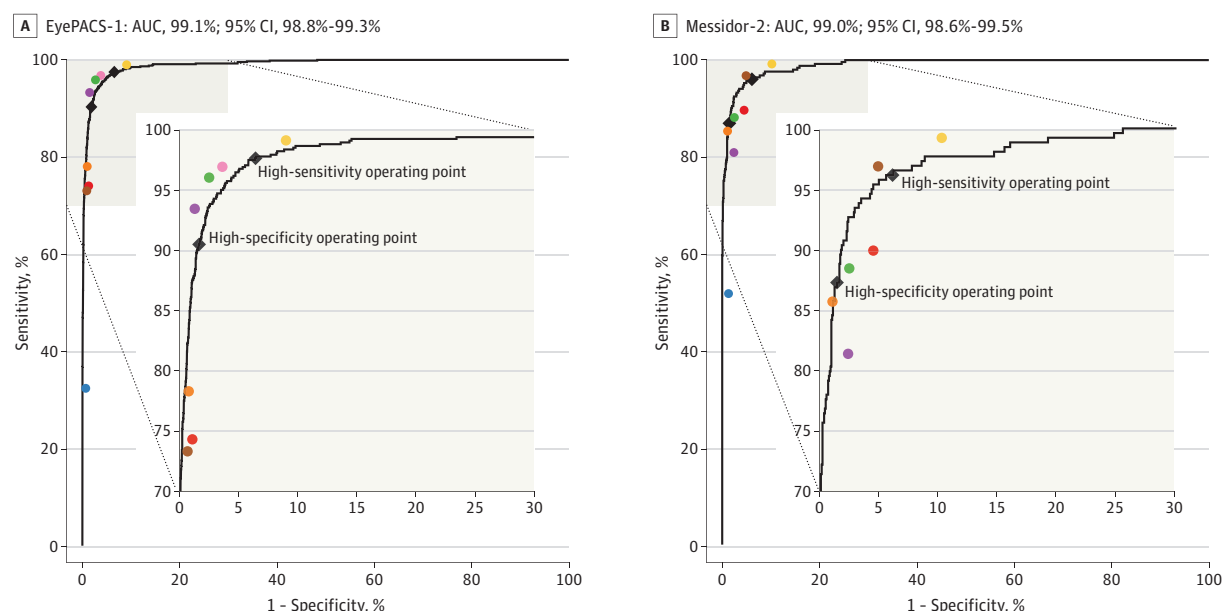 A EyePACS-1: AUC, 99.1%; 95% CI, 98.8%-99.3%
100
80
60
40
20
0
Sensitivity, %
0 20 40 60 80 100
1 - Specificity, %
100
95
90
85
80
75
70
0 5 10 15 20 25 30
High-sensitivity operating point
High-specificity operating point
B Messidor-2: AUC, 99.0%; 95% CI, 98.6%-99.5%
100
80
60
40
20
0
Sensitivity, %
0 20 40 60 80 100
1 - Specificity, %
100
95
90
85
80
75
70
0 5 10 15 20 25 30
High-sensitivity operating point
High-specificity operating point